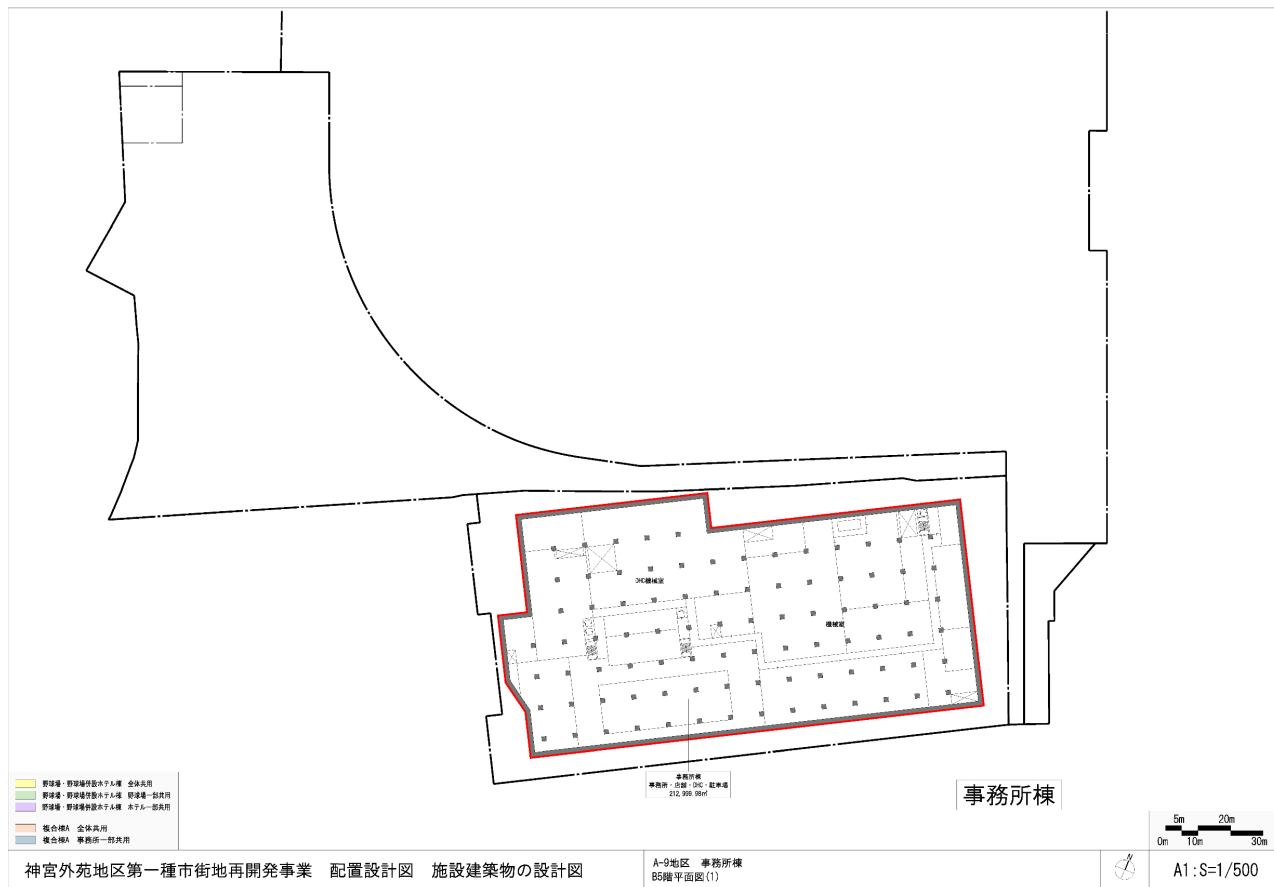 DHC機械室
機械室
事務所棟
事務所・店舗・DHC・駐車場
212,999.98㎡
事務所棟
野球場・野球場併設ホテル棟 全体共用
野球場・野球場併設ホテル棟 野球場一部共用
野球場・野球場併設ホテル棟 ホテル一部共用
複合棟A 全体共用
複合棟A 事務所一部共用
5m 20m
0m 10m 30m
神宮外苑地区第一種市街地再開発事業 配置設計図 施設建築物の設計図
A-9地区 事務所棟
B5階平面図(1)
N
A1:S=1/500